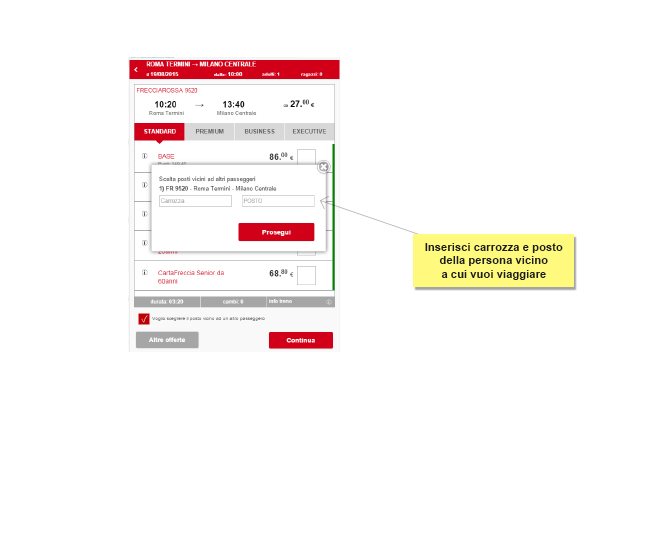 ROMA TERMINI → MILANO CENTRALE
a 16/08/2015 dalle: 10:00 adulti: 1 ragazzi: 0
FRECCIAROSSA 9520
10:20 → 13:40 da 27.00 €
Roma Termini Milano Centrale
STANDARD PREMIUM BUSINESS EXECUTIVE
BASE 86.00 €
Scelta posti vicini ad altri passeggeri
1) FR 9520 - Roma Termini - Milano Centrale
Carrozza POSTO
Prosegui
Inserisci carrozza e posto
della persona vicino
a cui vuoi viaggiare
CartaFreccia Senior da 68.80 €
60anni
durata: 03:20 cambi: 0 info treno
Voglio scegliere il posto vicino ad un altro passeggero
Altre offerte Continua